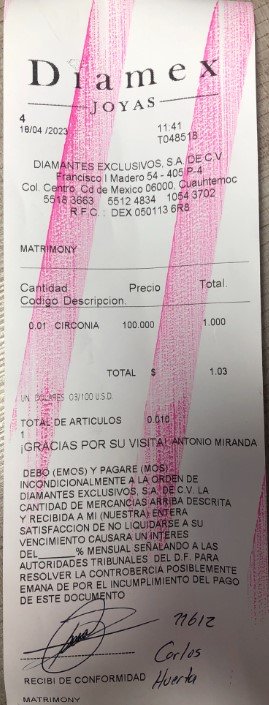 Diamex
JOYAS
4
18/04/2023 11:41
T048518
DIAMANTES EXCLUSIVOS, S.A. DE C.V.
Francisco I Madero 54 - 405 P-4
Col. Centro, Cd de Mexico 06000, Cuauhtemoc
5518 3663 5512 4834 1054 3702
R.F.C.: DEX 050113 6R8
MATRIMONY
Cantidad Precio Total.
Codigo Descripcion.
0.01 CIRCONIA 100.000 1.000
TOTAL $ 1.03
UN DOLARES 03/100 U.S.D.
TOTAL DE ARTICULOS 0.010
1
¡GRACIAS POR SU VISITA! ANTONIO MIRANDA
DEBO (EMOS) Y PAGARE (MOS)
INCONDICIONALMENTE A LA ORDEN DE
DIAMANTES EXCLUSIVOS, S.A. DE C.V. LA
CANTIDAD DE MERCANCIAS ARRIBA DESCRITA
Y RECIBIDA A MI (NUESTRA) ENTERA
SATISFACCION DE NO LIQUIDARSE A SU
VENCIMIENTO CAUSARA UN INTERES
DEL_____% MENSUAL SEÑALANDO A LAS
AUTORIDADES TRIBUNALES DEL D.F. PARA
RESOLVER LA CONTROBERCIA POSIBLEMENTE
EMANA DE POR EL INCUMPLIMIENTO DEL PAGO
DE ESTE DOCUMENTO
11612
Carlos
RECIBI DE CONFORMIDAD Huerta
MATRIMONY